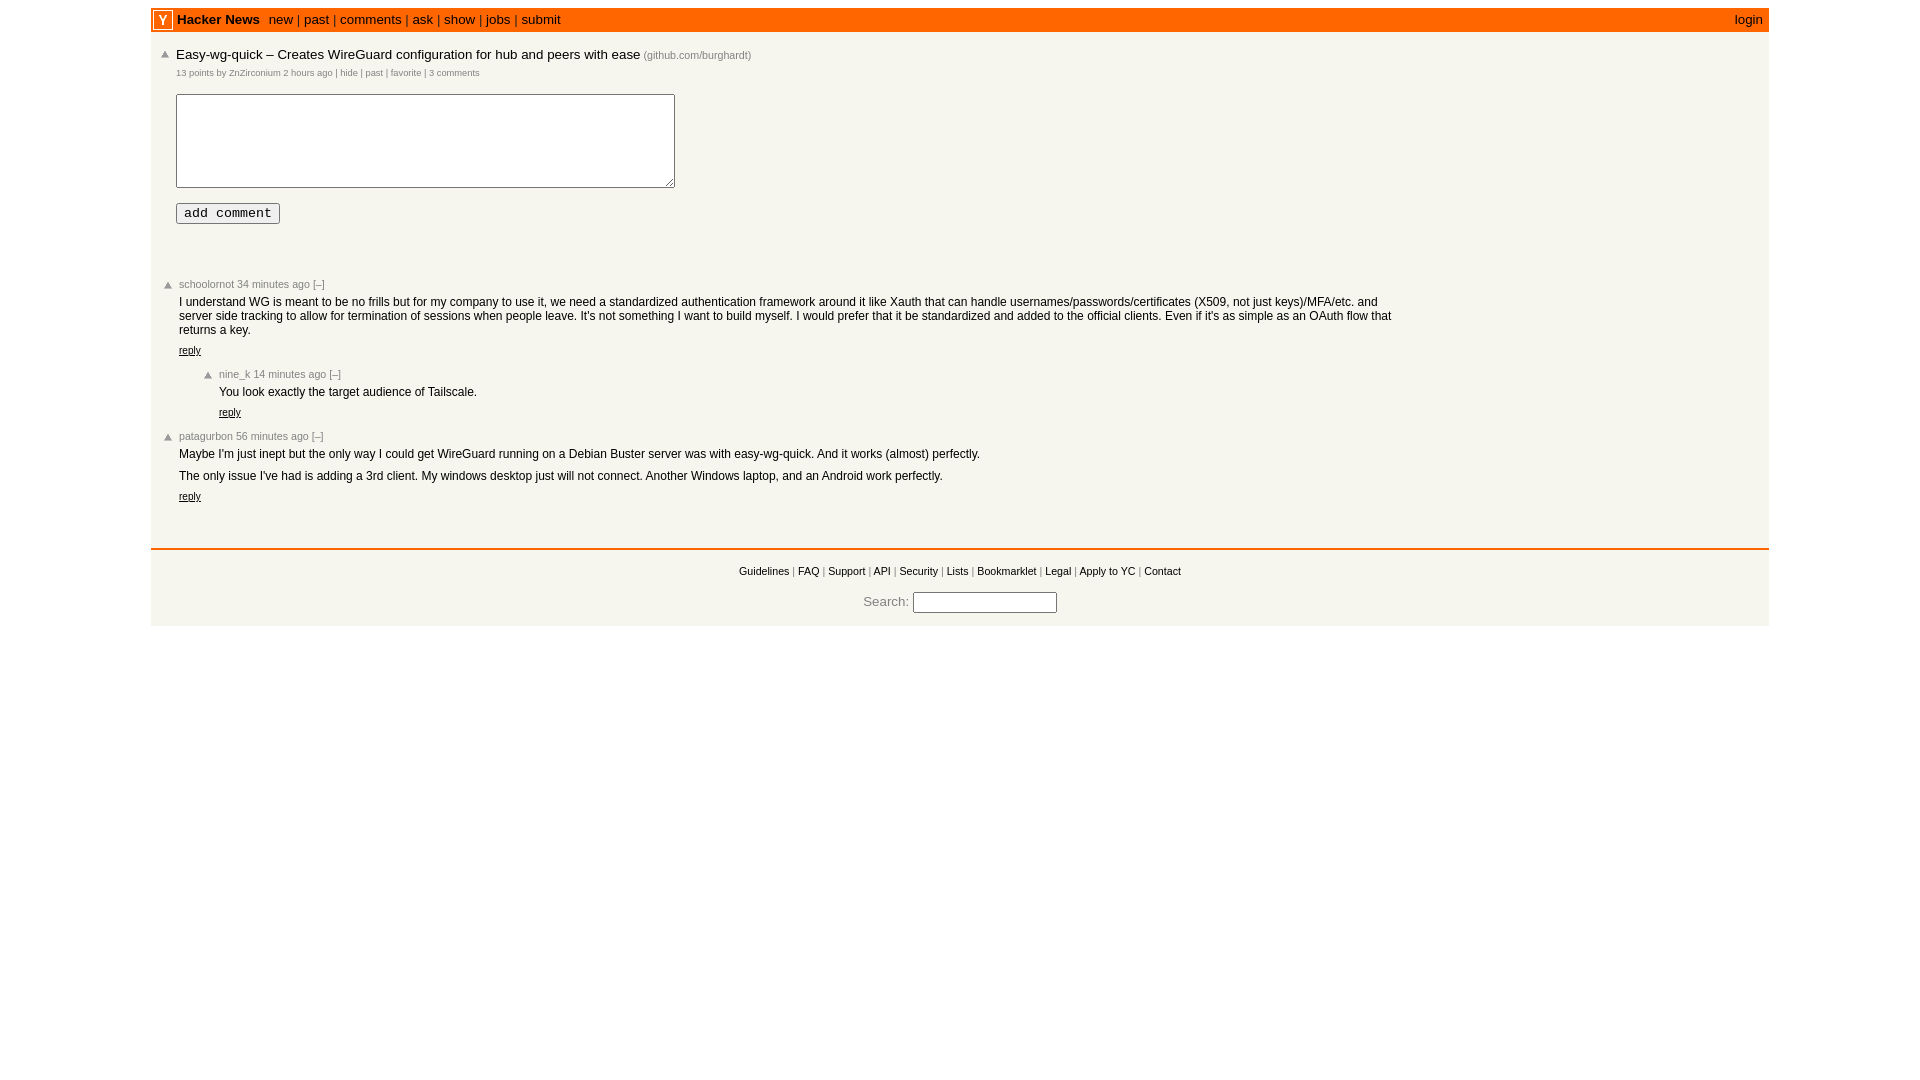 Y Hacker News new | past | comments | ask | show | jobs | submit login
Easy-wg-quick – Creates WireGuard configuration for hub and peers with ease (github.com/burghardt)
13 points by ZnZirconium 2 hours ago | hide | past | favorite | 3 comments
add comment
schoolornot 34 minutes ago [–]
I understand WG is meant to be no frills but for my company to use it, we need a standardized authentication framework around it like Xauth that can handle usernames/passwords/certificates (X509, not just keys)/MFA/etc. and
server side tracking to allow for termination of sessions when people leave. It's not something I want to build myself. I would prefer that it be standardized and added to the official clients. Even if it's as simple as an OAuth flow that
returns a key.
reply
nine_k 14 minutes ago [–]
You look exactly the target audience of Tailscale.
reply
patagurbon 56 minutes ago [–]
Maybe I'm just inept but the only way I could get WireGuard running on a Debian Buster server was with easy-wg-quick. And it works (almost) perfectly.
The only issue I've had is adding a 3rd client. My windows desktop just will not connect. Another Windows laptop, and an Android work perfectly.
reply
Guidelines | FAQ | Support | API | Security | Lists | Bookmarklet | Legal | Apply to YC | Contact
Search: